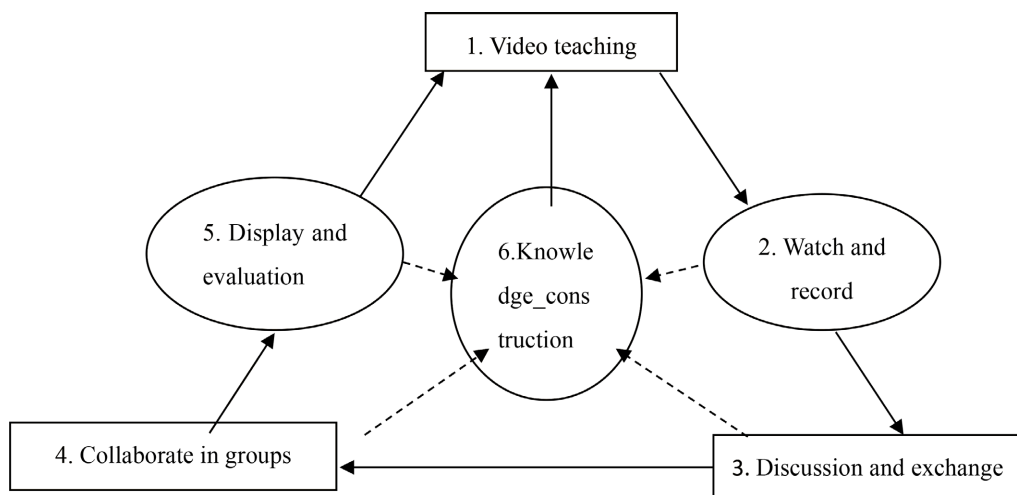 1. Video teaching
5. Display and
evaluation
6.Knowle
dge_cons
truction
2. Watch and
record
4. Collaborate in groups
3. Discussion and exchange